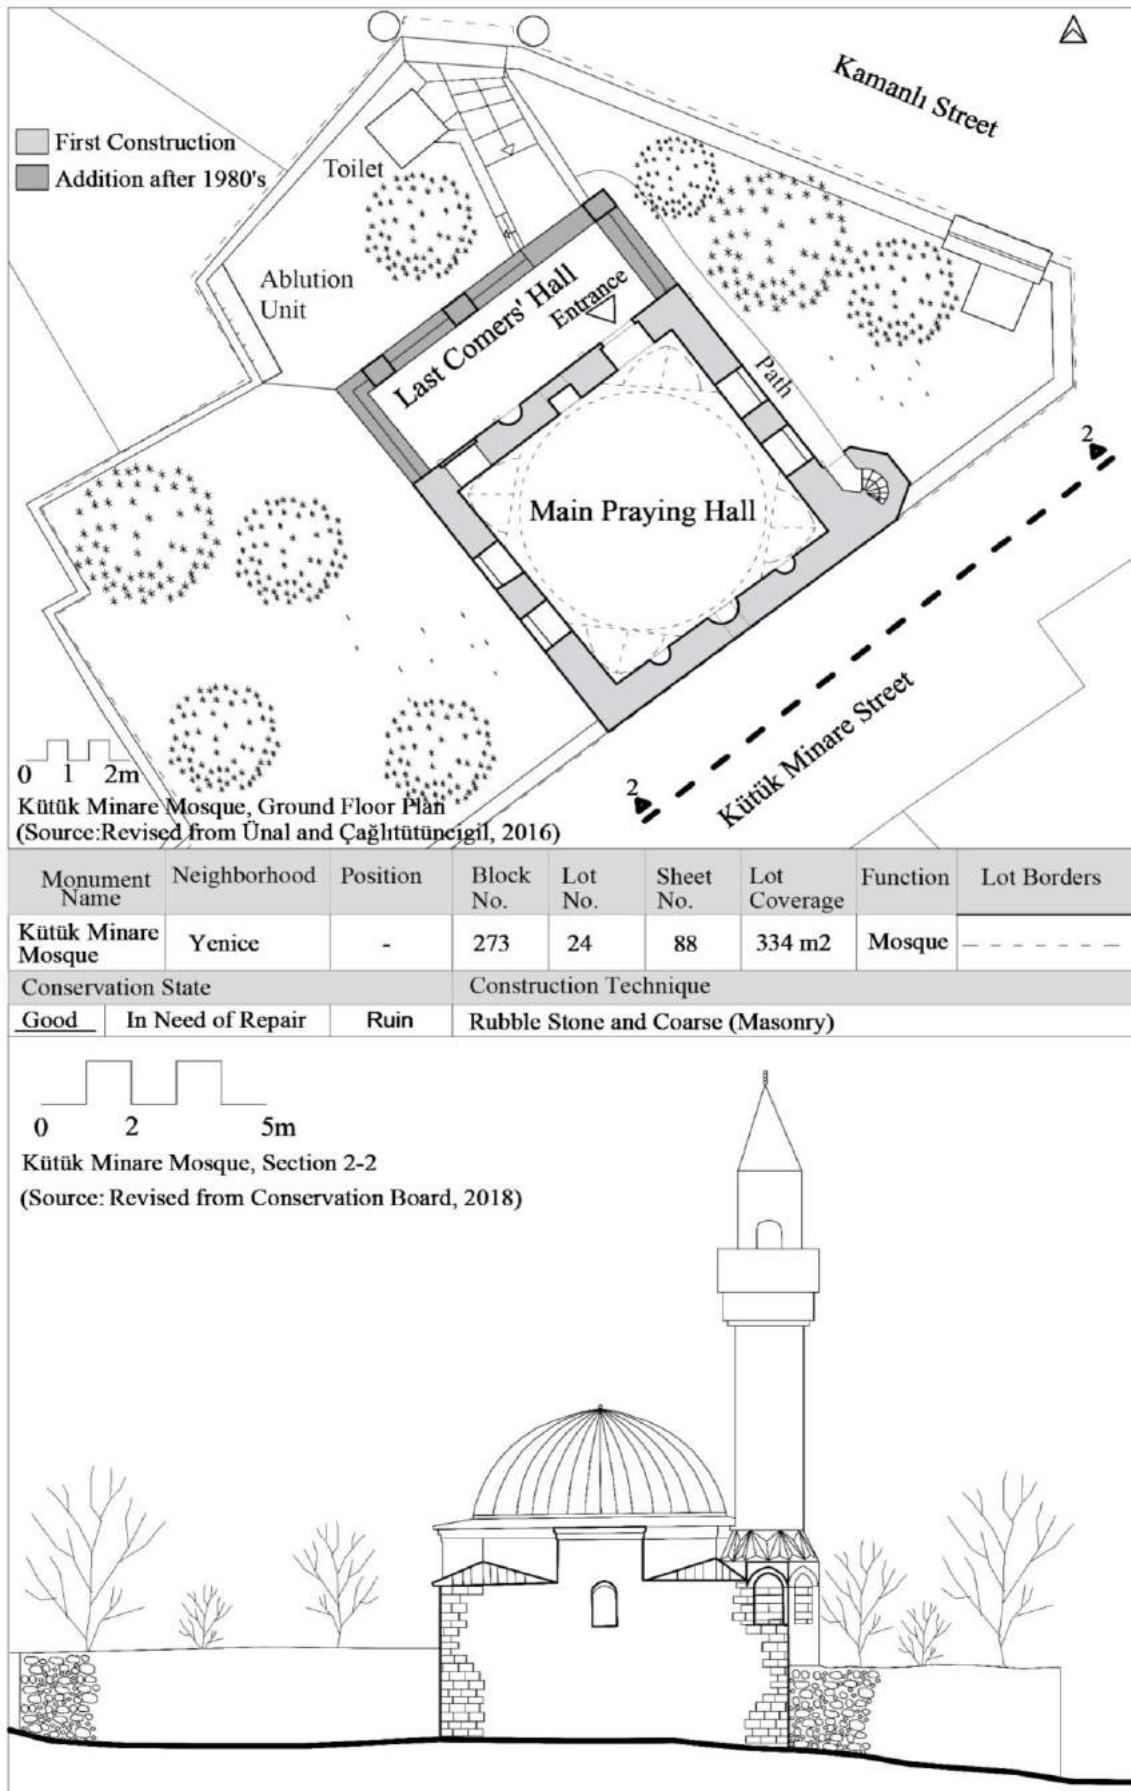 Kamanlı Street
First Construction
Addition after 1980's
Toilet
Ablution
Unit
Last Comers' Hall
Entrance
Path
Main Praying Hall
2
2
Kütük Minare Street
0 1 2m
Kütük Minare Mosque, Ground Floor Plan
(Source:Revised from Ünal and Çağlıtütüncigil, 2016)
Monument Name
Neighborhood
Position
Block No.
Lot No.
Sheet No.
Lot Coverage
Function
Lot Borders
Kütük Minare Mosque
Yenice
-
273
24
88
334 m2
Mosque
Conservation State
Construction Technique
Good
In Need of Repair
Ruin
Rubble Stone and Coarse (Masonry)
0 2 5m
Kütük Minare Mosque, Section 2-2
(Source: Revised from Conservation Board, 2018)